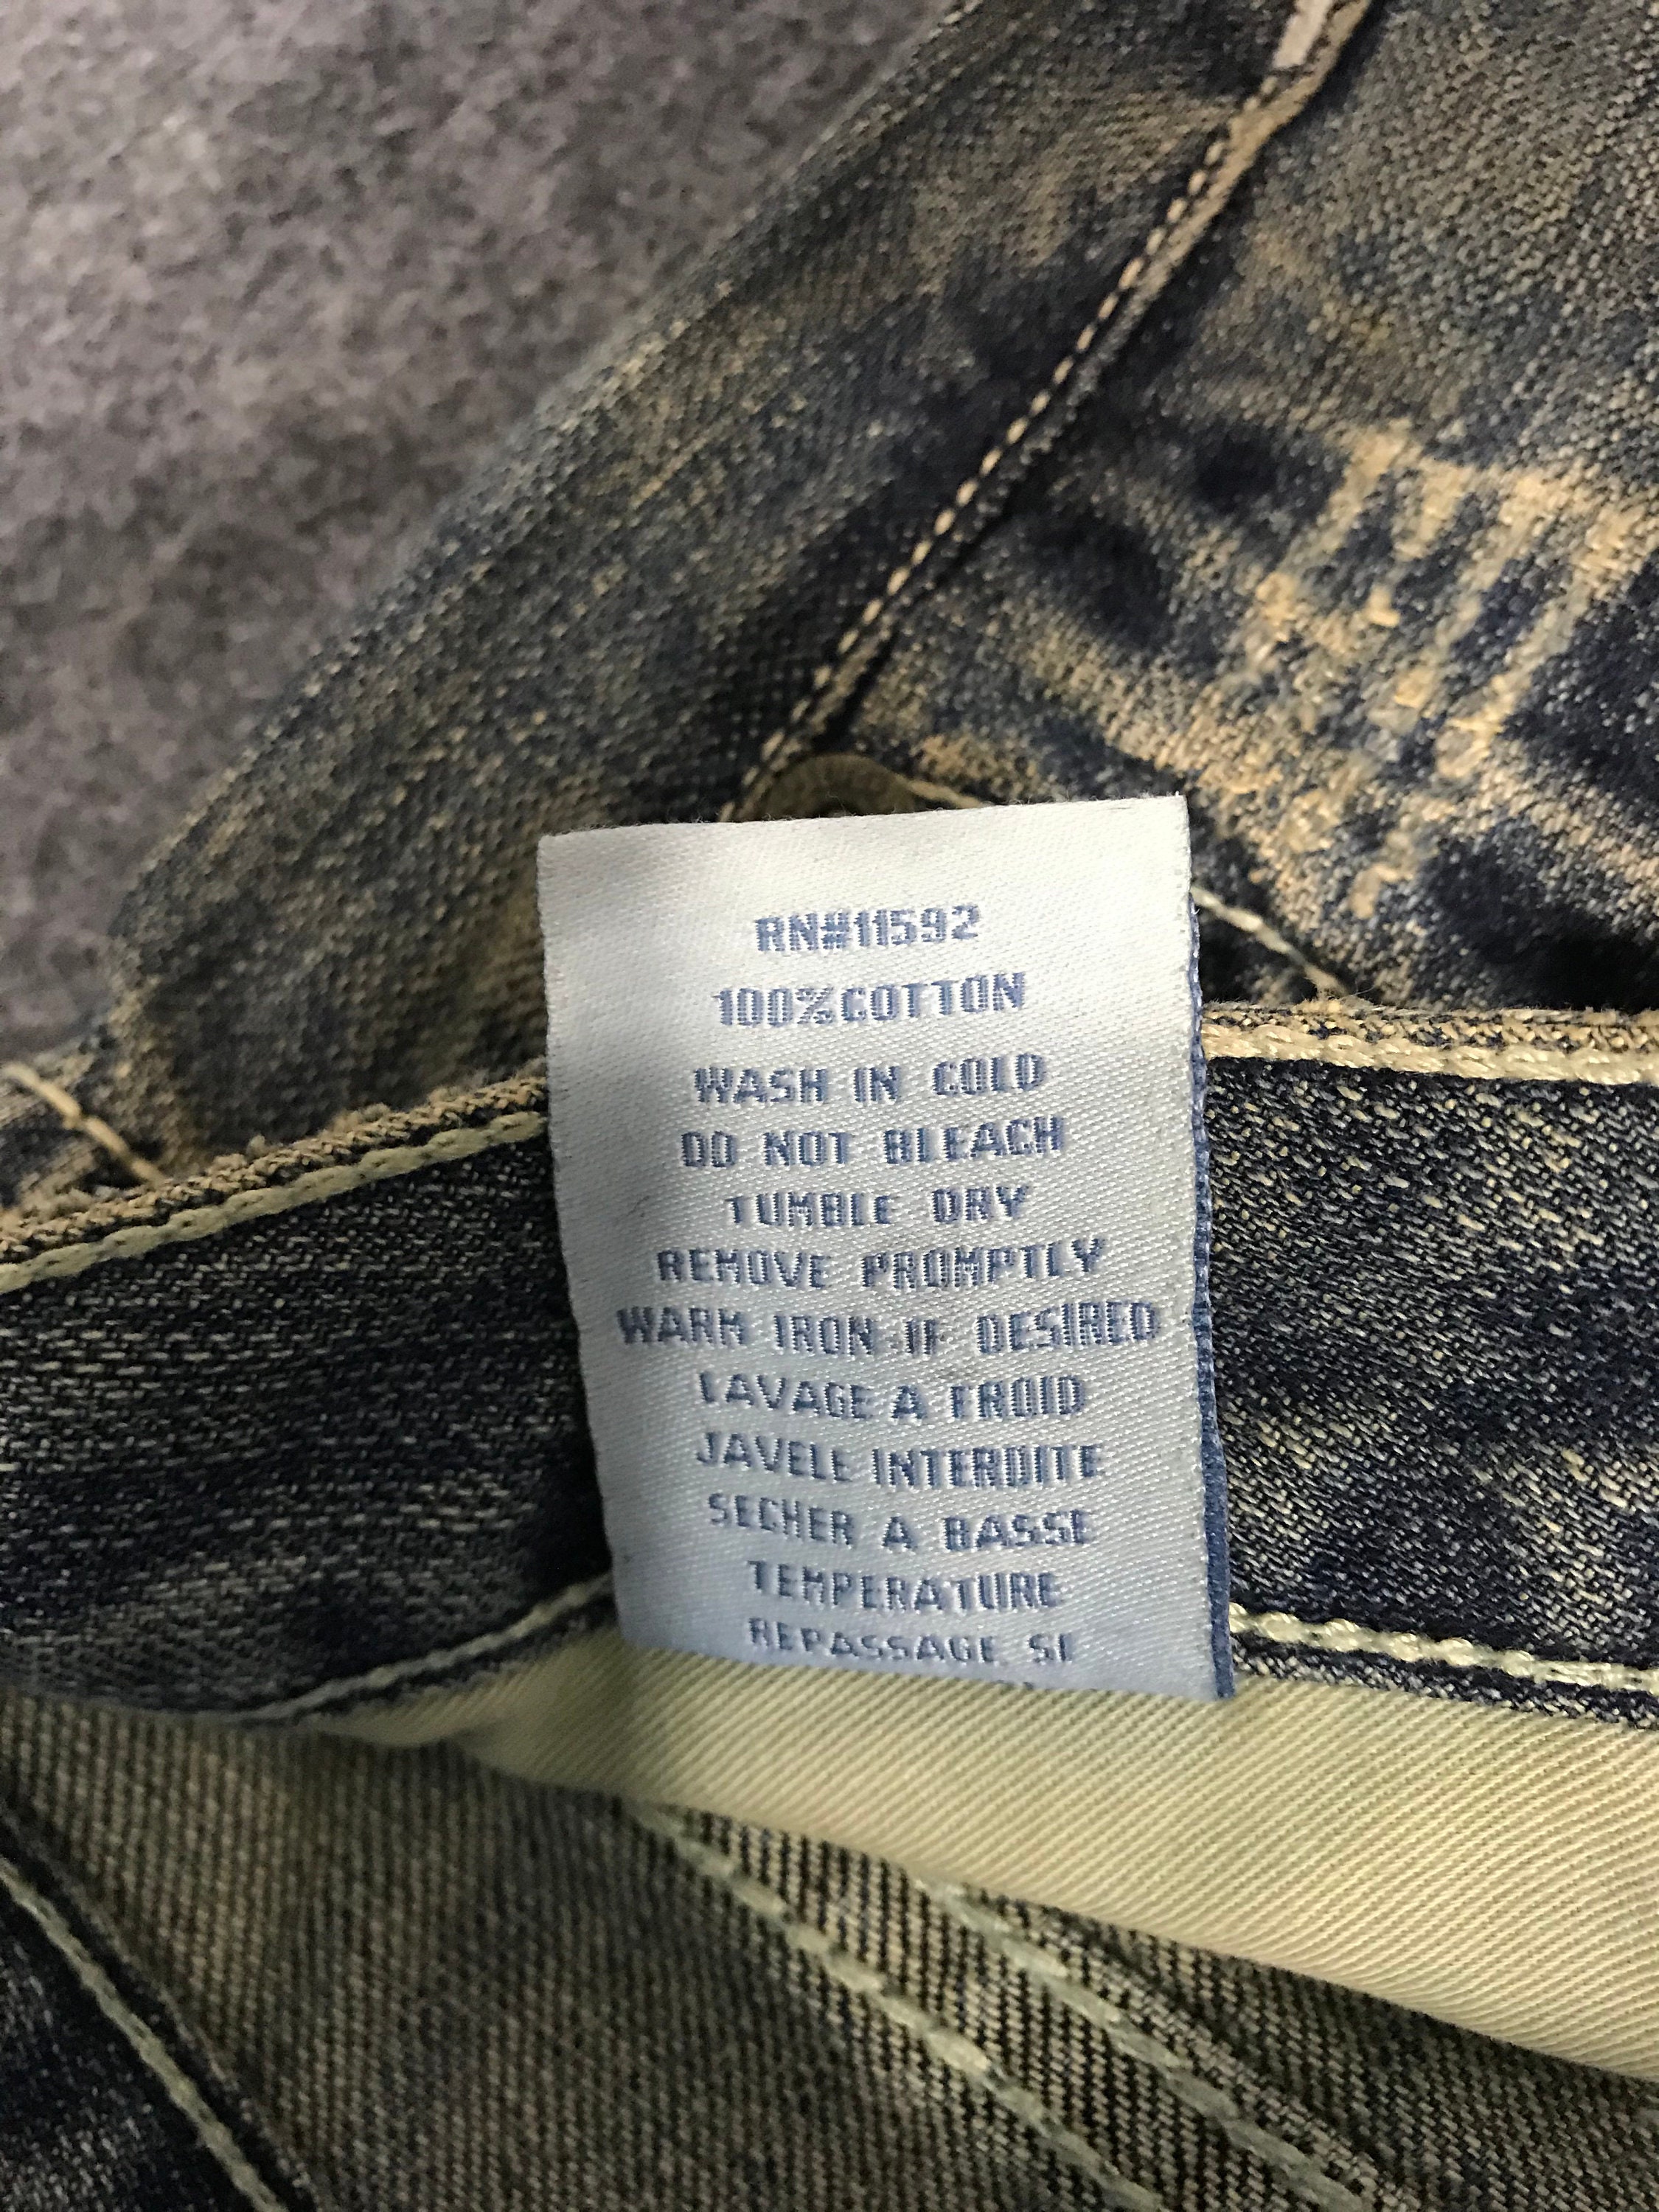 RN#11592
100%COTTON
WASH IN COLD
DO NOT BLEACH
TUMBLE DRY
REMOVE PROMPTLY
WARM IRON IF DESIRED
LAVAGE A FROID
JAVELE INTERDITE
SECHER A BASSE
TEMPERATURE
REPASSAGE SI